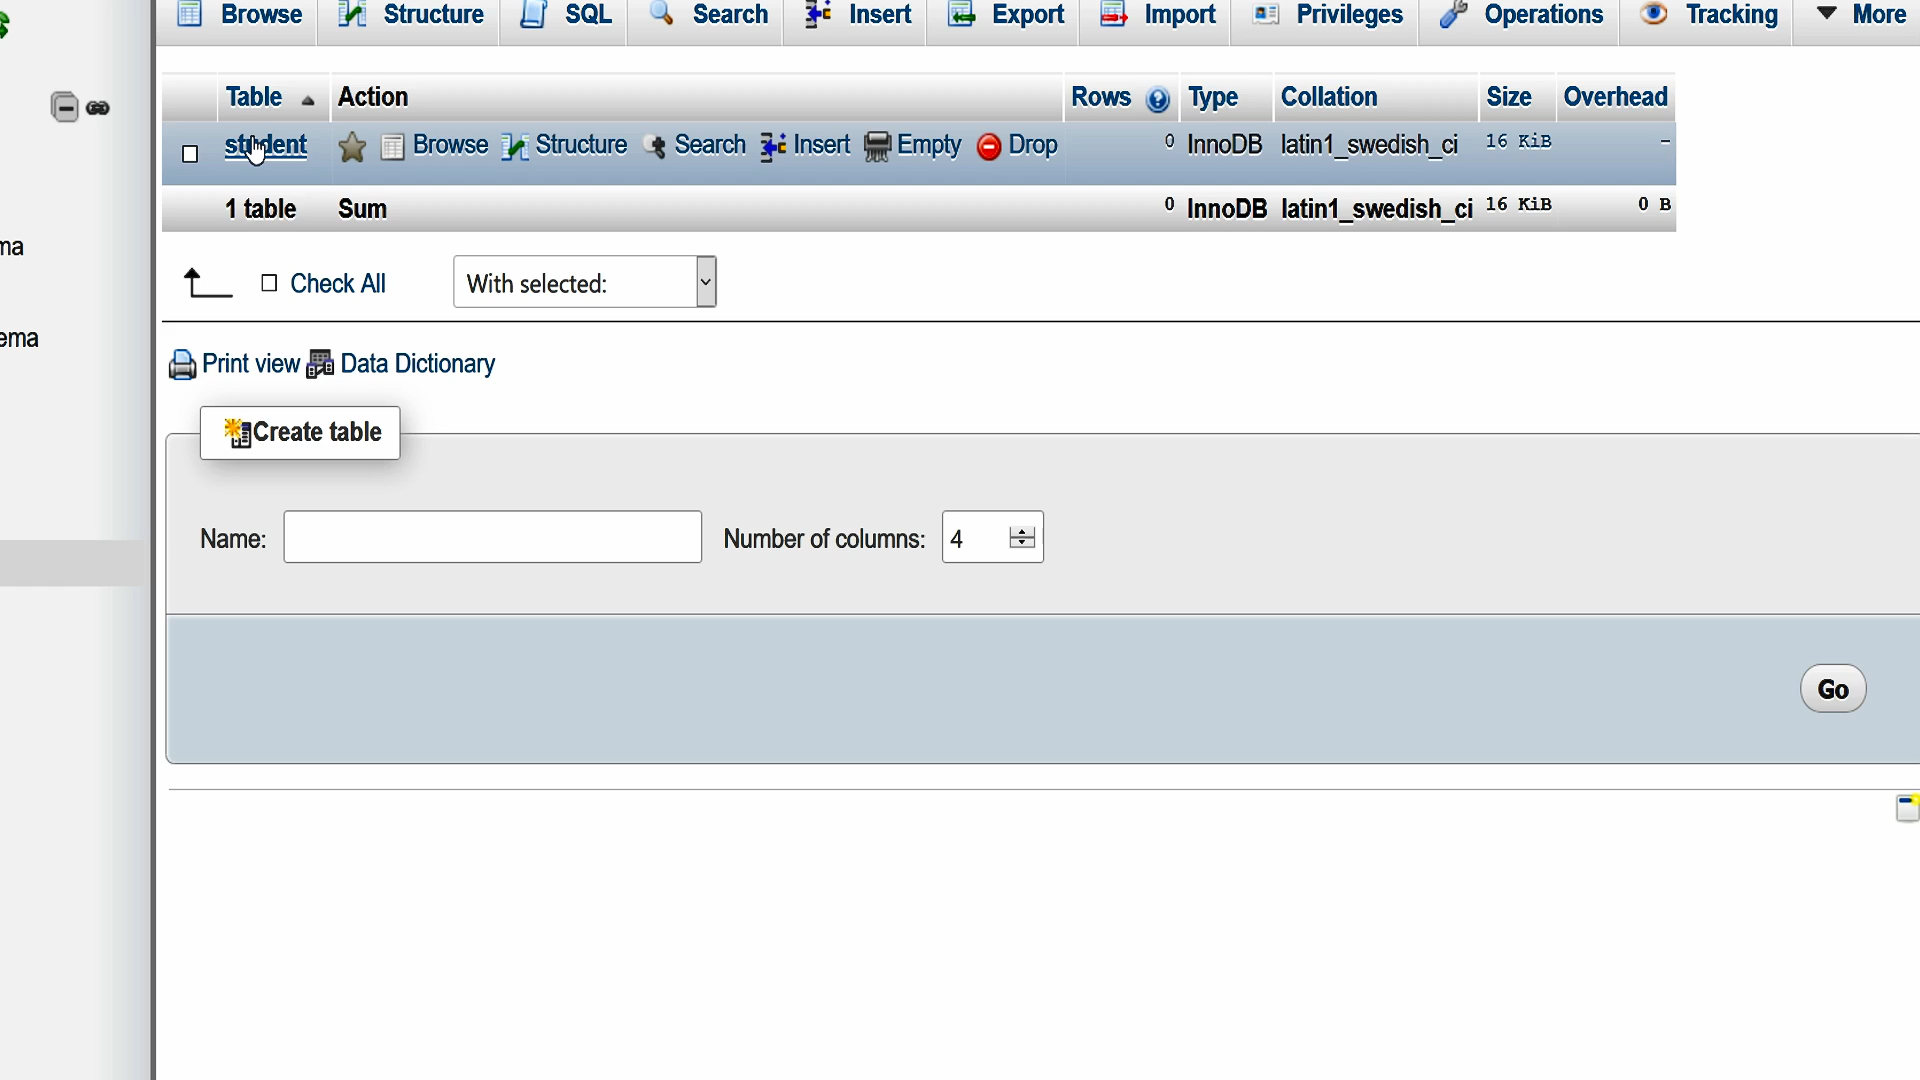 Browse Structure SQL Search Insert Export Import Privileges Operations Tracking More
Table Action Rows Type Collation Size Overhead
student Browse Structure Search Insert Empty Drop 0 InnoDB latin1_swedish_ci 16 KiB -
1 table Sum 0 InnoDB latin1_swedish_ci 16 KiB 0 B
ma
Check All With selected:
ema
Print view Data Dictionary
Create table
Name: Number of columns: 4
Go